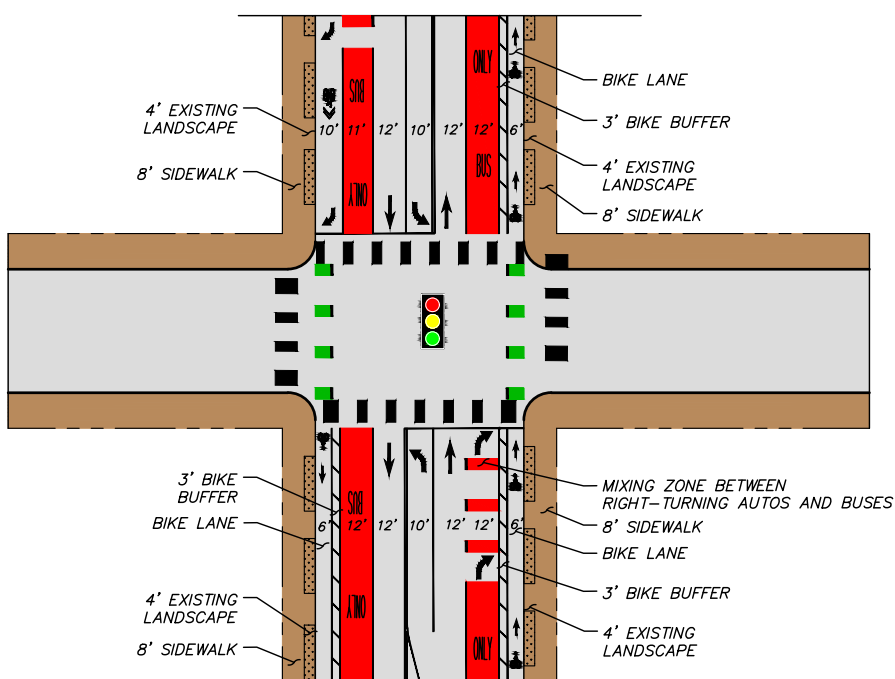 BIKE LANE
3' BIKE BUFFER
4' EXISTING
LANDSCAPE
8' SIDEWALK
4' EXISTING
LANDSCAPE
8' SIDEWALK
BUS
ONLY
ONLY
BUS
10' 11' 12' 10' 12' 12' 6'
3' BIKE
BUFFER
BIKE LANE
4' EXISTING
LANDSCAPE
8' SIDEWALK
BUS
ONLY
ONLY
6' 12' 12' 10' 12' 12' 6'
MIXING ZONE BETWEEN
RIGHT-TURNING AUTOS AND BUSES
8' SIDEWALK
BIKE LANE
3' BIKE BUFFER
4' EXISTING
LANDSCAPE